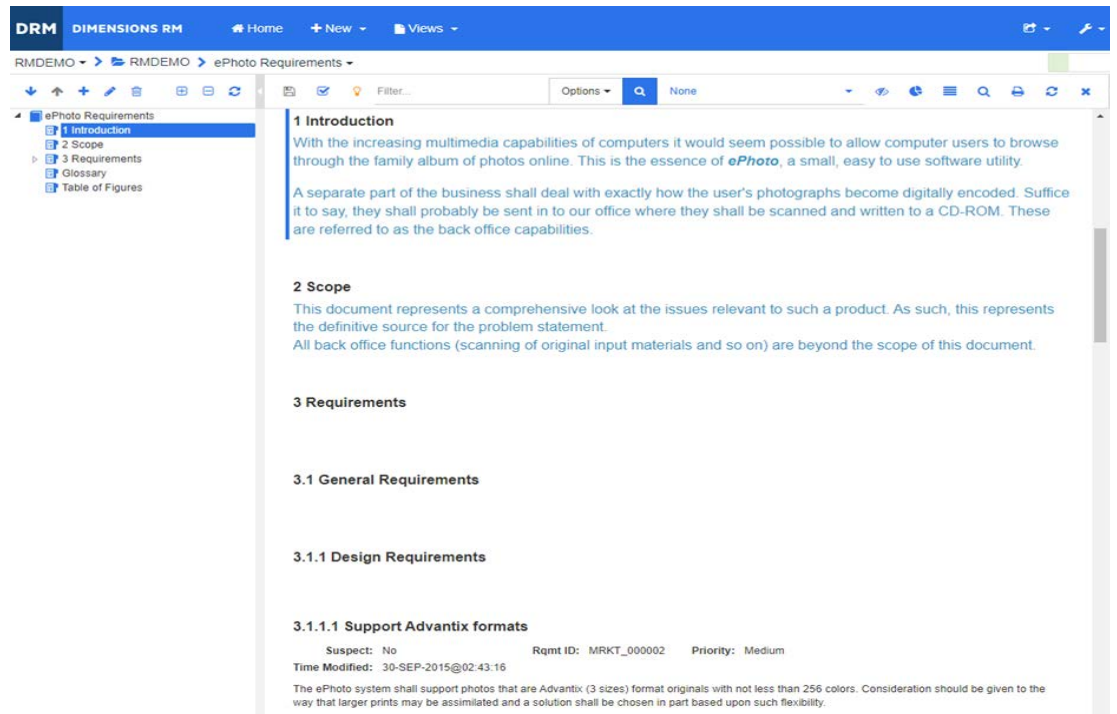 DRM DIMENSIONS RM Home New Views
RMDEMO > RMDEMO > ePhoto Requirements
Filter... Options None
ePhoto Requirements
1 Introduction
2 Scope
3 Requirements
Glossary
Table of Figures
1 Introduction
With the increasing multimedia capabilities of computers it would seem possible to allow computer users to browse
through the family album of photos online. This is the essence of ePhoto, a small, easy to use software utility.
A separate part of the business shall deal with exactly how the user's photographs become digitally encoded. Suffice
it to say, they shall probably be sent in to our office where they shall be scanned and written to a CD-ROM. These
are referred to as the back office capabilities.
2 Scope
This document represents a comprehensive look at the issues relevant to such a product. As such, this represents
the definitive source for the problem statement.
All back office functions (scanning of original input materials and so on) are beyond the scope of this document.
3 Requirements
3.1 General Requirements
3.1.1 Design Requirements
3.1.1.1 Support Advantix formats
Suspect: No Rqmt ID: MRKT_000002 Priority: Medium
Time Modified: 30-SEP-2015@02:43:16
The ePhoto system shall support photos that are Advantix (3 sizes) format originals with not less than 256 colors. Consideration should be given to the
way that larger prints may be assimilated and a solution shall be chosen in part based upon such flexibility.